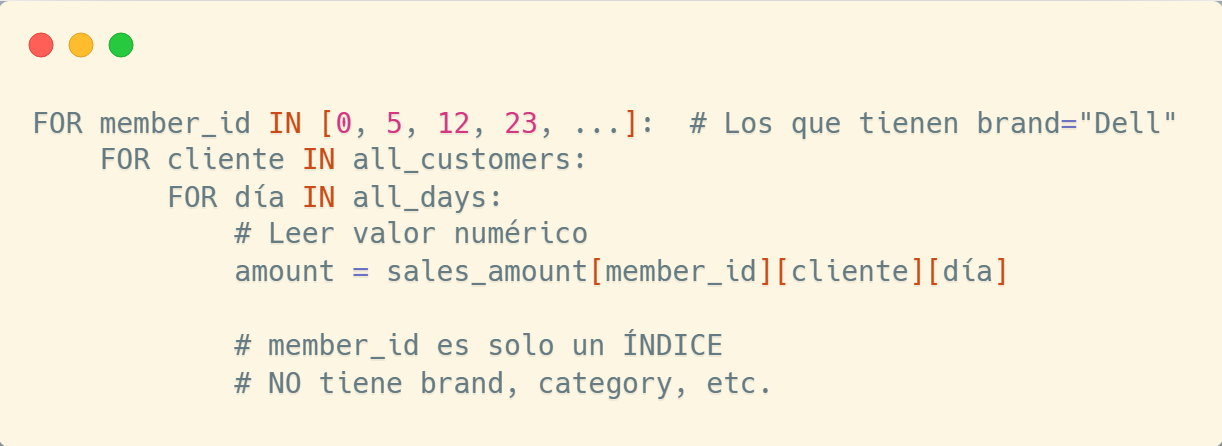 FOR member_id IN [0, 5, 12, 23, ...]:  # Los que tienen brand="Dell"
    FOR cliente IN all_customers:
        FOR día IN all_days:
            # Leer valor numérico
            amount = sales_amount[member_id][cliente][día]
            # member_id es solo un ÍNDICE
            # NO tiene brand, category, etc.